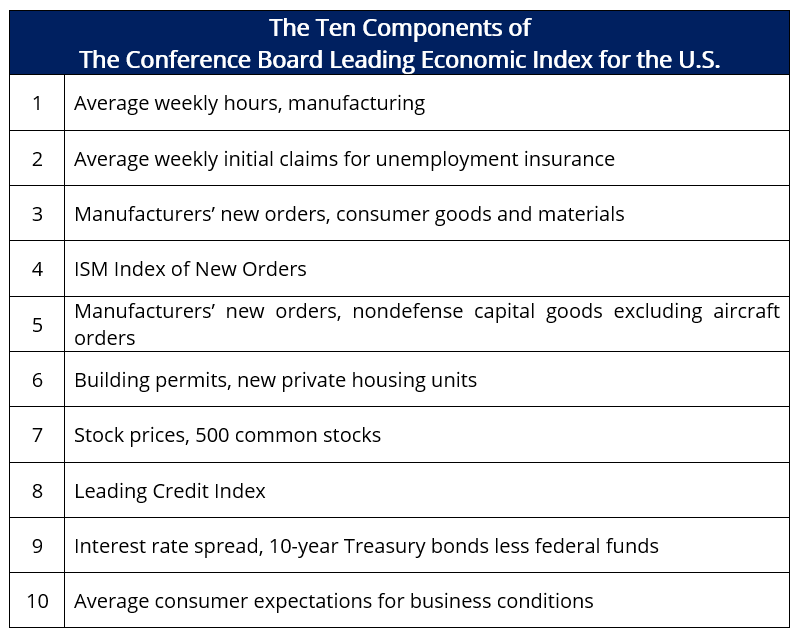 The Ten Components of
The Conference Board Leading Economic Index for the U.S.
1 Average weekly hours, manufacturing
2 Average weekly initial claims for unemployment insurance
3 Manufacturers’ new orders, consumer goods and materials
4 ISM Index of New Orders
5 Manufacturers’ new orders, nondefense capital goods excluding aircraft
orders
6 Building permits, new private housing units
7 Stock prices, 500 common stocks
8 Leading Credit Index
9 Interest rate spread, 10-year Treasury bonds less federal funds
10 Average consumer expectations for business conditions